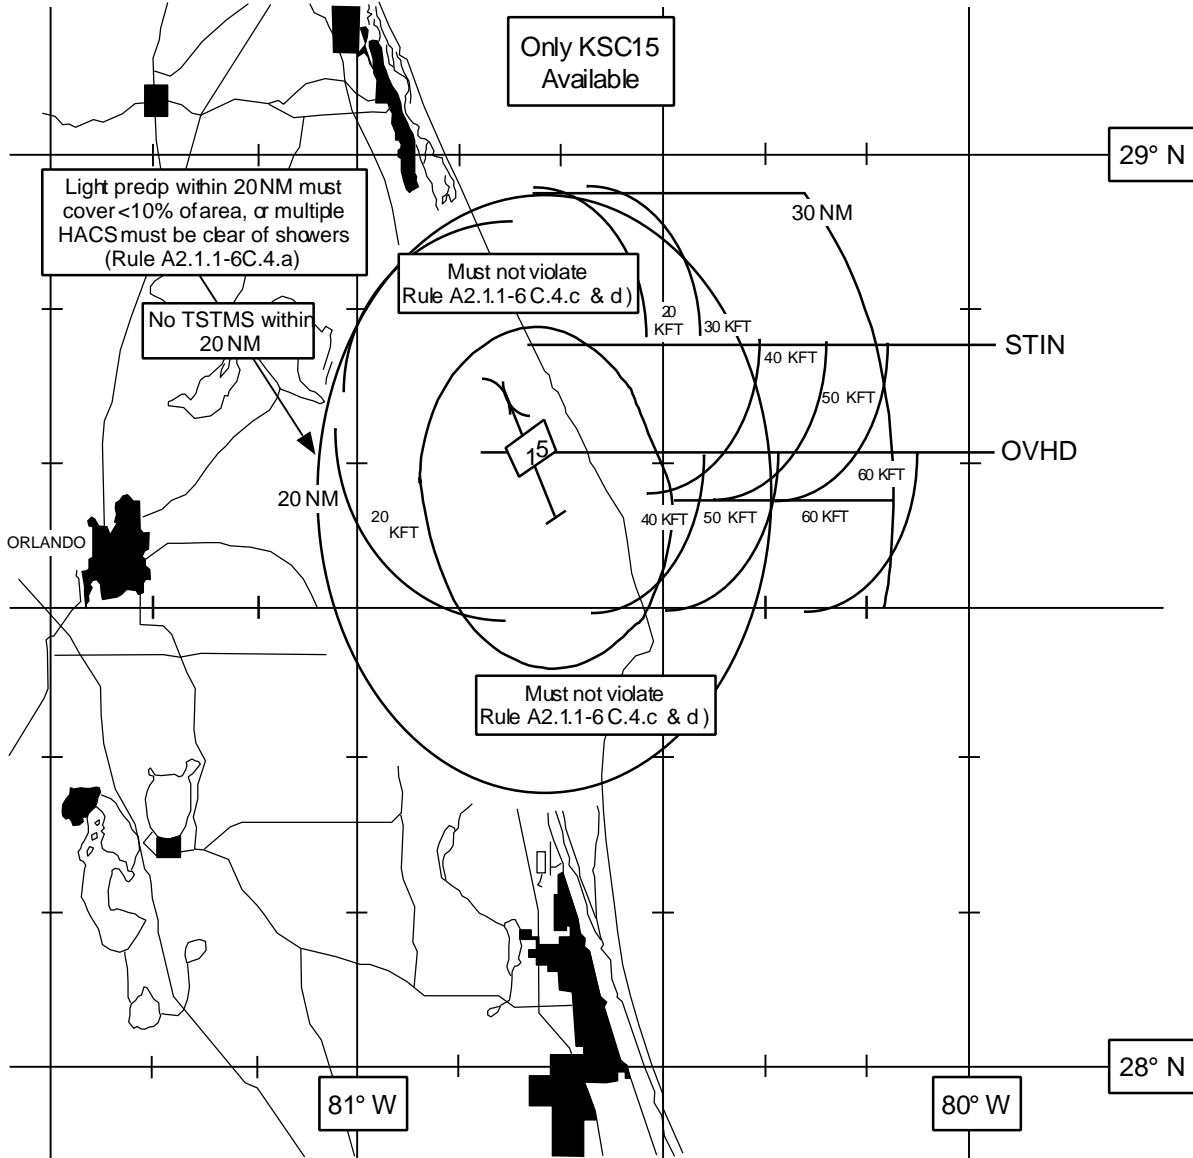 Only KSC15
Available
29° N
Light precip within 20 NM must
cover <10% of area, or multiple
HACS must be clear of showers
(Rule A2.1.1-6C.4.a)
30 NM
Must not violate
Rule A2.1.1-6 C.4.c & d )
No TSTMS within
20 NM
20
KFT
30 KFT
STIN
40 KFT
50 KFT
15
OVHD
60 KFT
20 NM
20
KFT
40 KFT
50 KFT
60 KFT
ORLANDO
Must not violate
Rule A2.1.1-6 C.4.c & d )
28° N
81° W
80° W